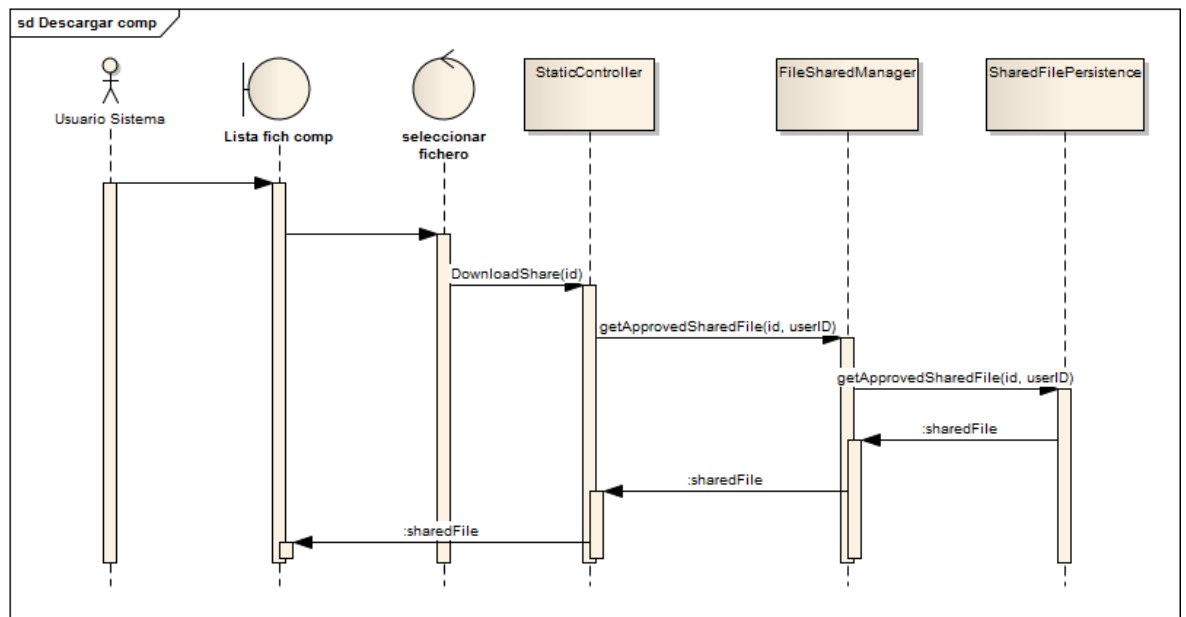 sd Descargar comp
Usuario Sistema
Lista fich comp
seleccionar
fichero
StaticController
FileSharedManager
SharedFilePersistence
DownloadShare(id)
getApprovedSharedFile(id, userID)
getApprovedSharedFile(id, userID)
:sharedFile
:sharedFile
:sharedFile